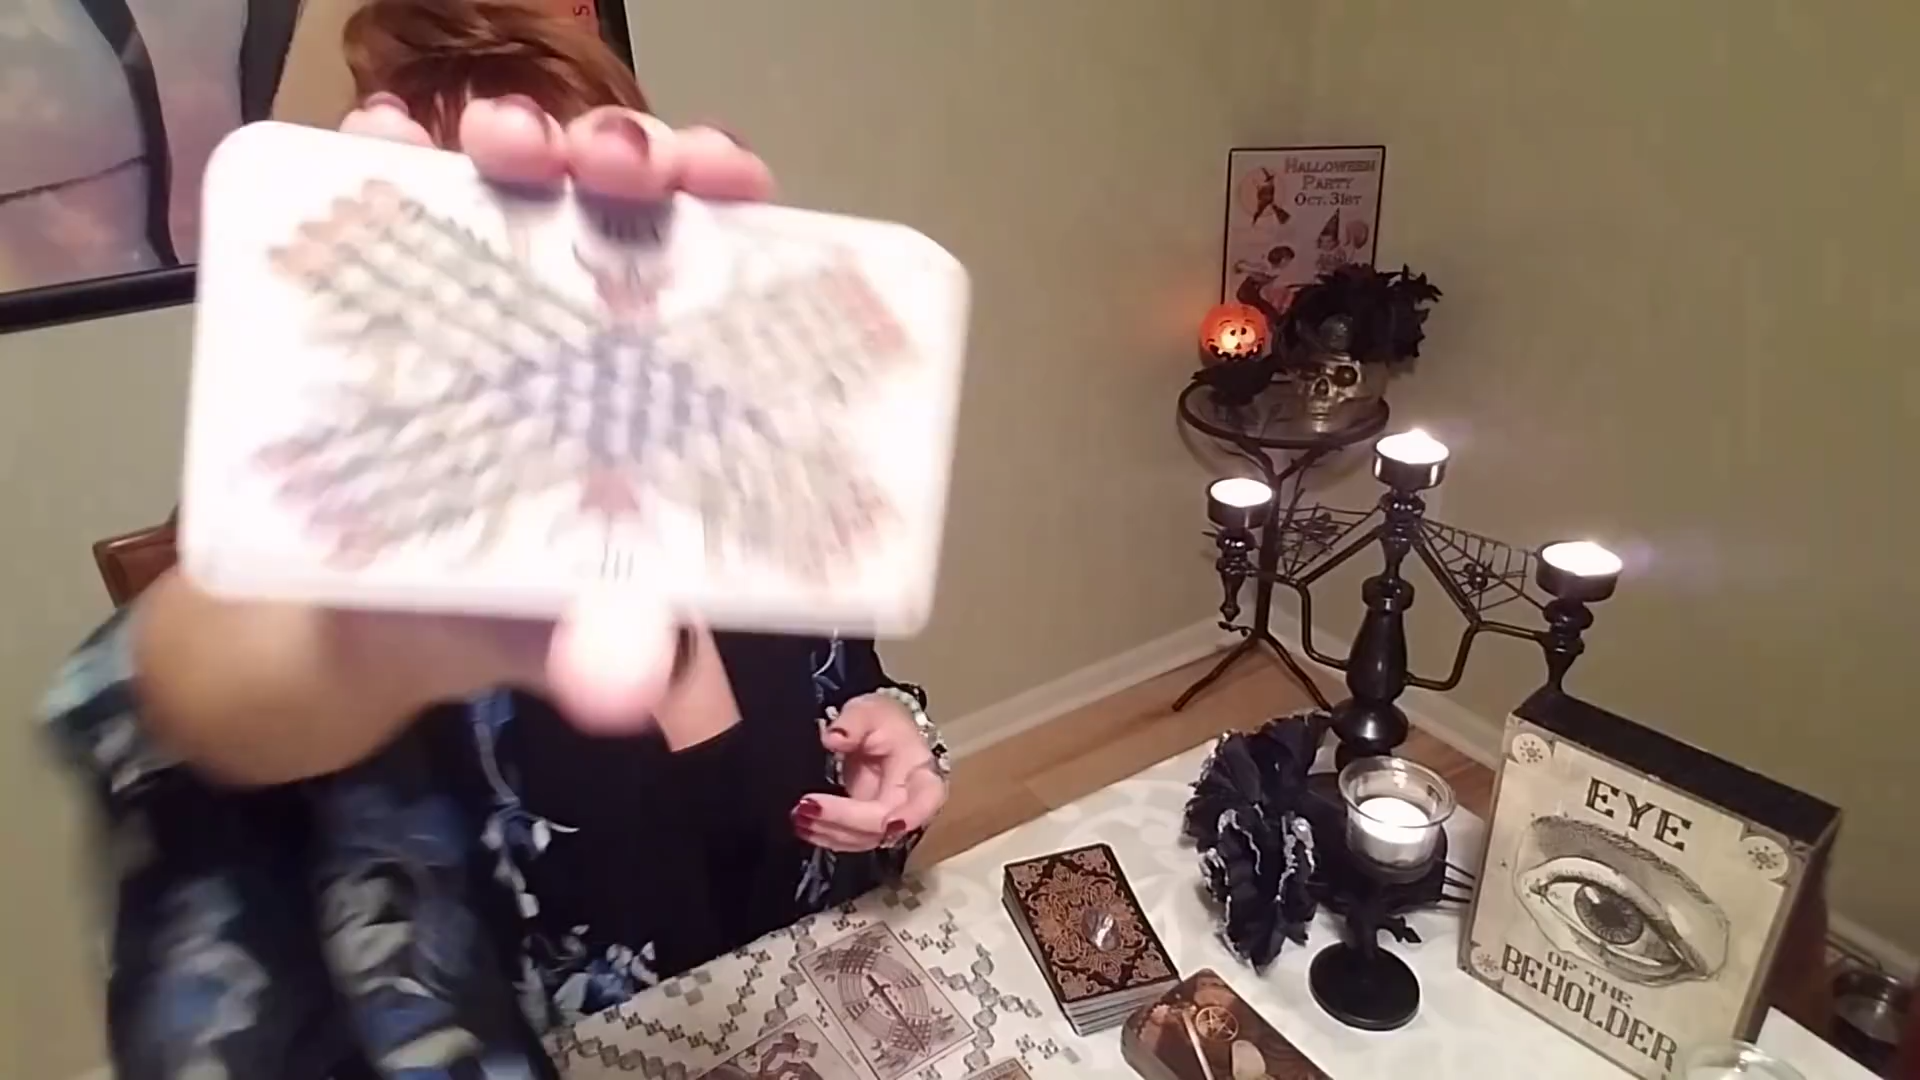 HALLOWEEN
PARTY
OCT. 31ST
EYE
OF THE
BEHOLDER